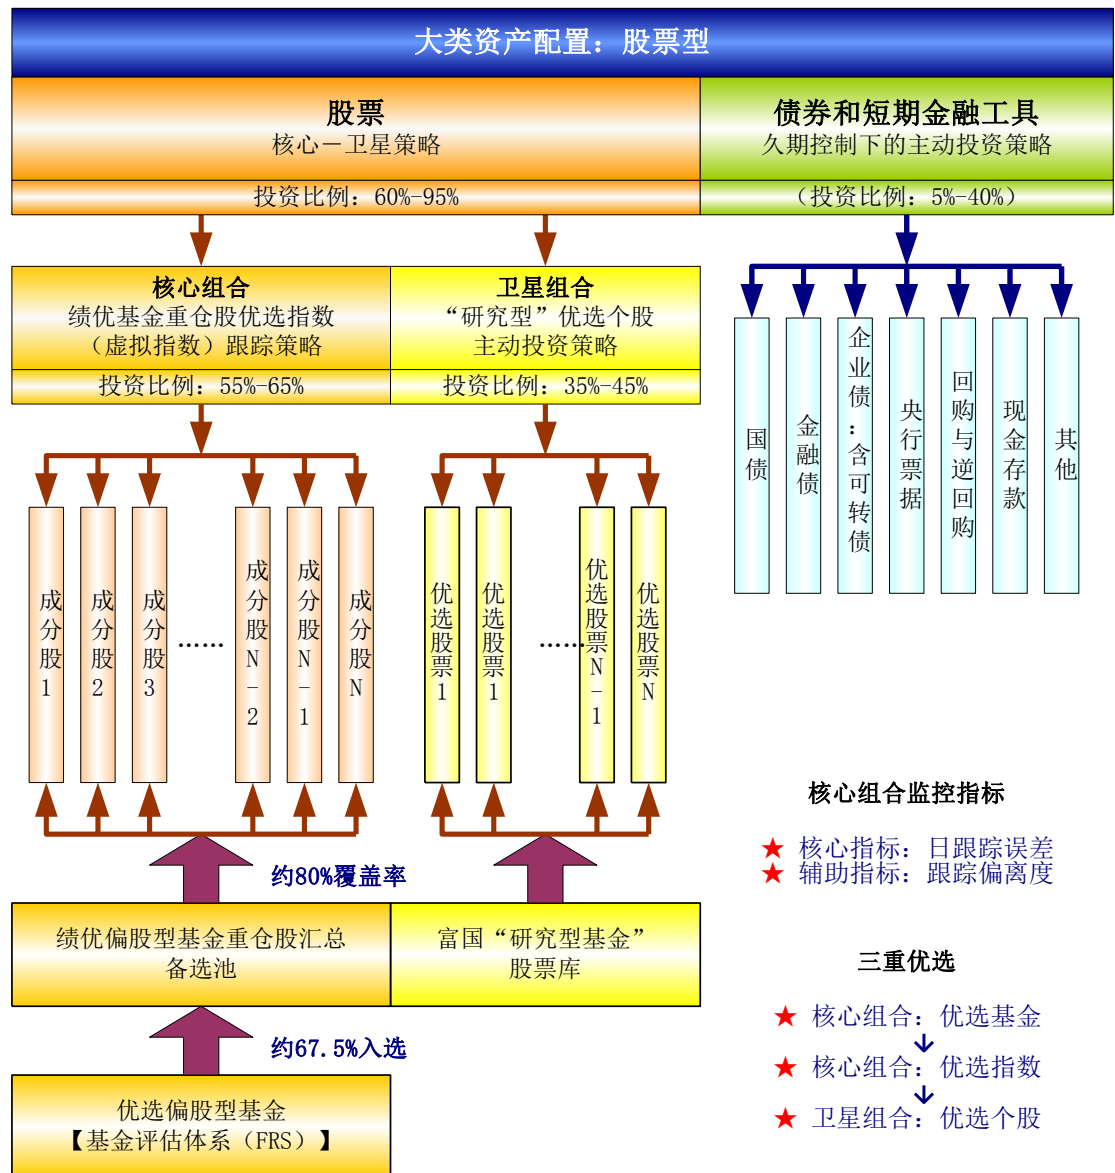 大类资产配置：股票型
股票
核心－卫星策略
投资比例：60%-95%
债券和短期金融工具
久期控制下的主动投资策略
（投资比例：5%-40%）
核心组合
绩优基金重仓股优选指数
（虚拟指数）跟踪策略
投资比例：55%-65%
卫星组合
“研究型”优选个股
主动投资策略
投资比例：35%-45%
国债
金融债
企业债：含可转债
央行票据
回购与逆回购
现金存款
其他
成分股1
成分股2
成分股3
……
成分股N-2
成分股N-1
成分股N
优选股票1
优选股票1
……
优选股票N-1
优选股票N
约80%覆盖率
绩优偏股型基金重仓股汇总
备选池
富国“研究型基金”
股票库
约67.5%入选
优选偏股型基金
【基金评估体系（FRS）】
核心组合监控指标
★ 核心指标：日跟踪误差
★ 辅助指标：跟踪偏离度
三重优选
★ 核心组合：优选基金
↓
★ 核心组合：优选指数
↓
★ 卫星组合：优选个股